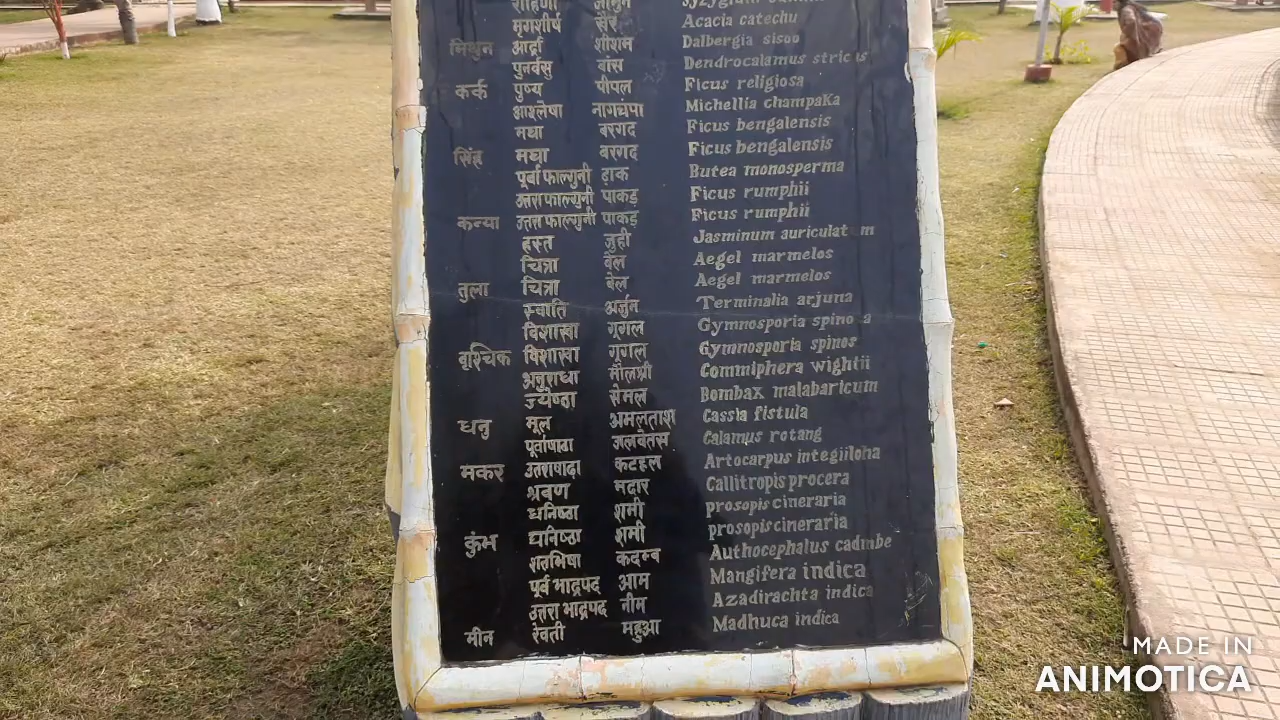 रोहिणी जामुन
मृगशीर्ष खैर Acacia catechu
मिथुन आर्द्रा शीशम Dalbergia sisoo
पुनर्वसु बांस Dendrocalamus strictus
कर्क पुष्य पीपल Ficus religiosa
आश्लेषा नागचंपा Michellia champaKa
मघा बरगद Ficus bengalensis
सिंह मघा बरगद Ficus bengalensis
पूर्वा फाल्गुनी ढ़ाक Butea monosperma
उत्तरा फाल्गुनी पाकड़ Ficus rumphii
कन्या उत्तरा फाल्गुनी पाकड़ Ficus rumphii
हस्त जुही Jasminum auriculatum
चित्रा बेल Aegel marmelos
तुला चित्रा बेल Aegel marmelos
स्वाति अर्जुन Terminalia arjuna
विशाखा गूगल Gymnosporia spinosa
वृश्चिक विशाखा गूगल Gymnosporia spinos
अनुराधा मौलश्री Commiphera wightii
ज्येष्ठा सेमल Bombax malabaricum
धनु मूल अमलताश Cassia fistula
पूर्वाषाढा जलवेतस Calamus rotang
मकर उत्तराषाढा कटहल Artocarpus integiiloha
श्रवण मदार Callitropis procera
धनिष्ठा शमी prosopis cineraria
कुंभ धनिष्ठा शमी prosopis cineraria
शतभिषा कदम्ब Authocephalus cadmbe
पूर्व भाद्रपद आम Mangifera indica
उत्तरा भाद्रपद नीम Azadirachta indica
मीन रेवती महुआ Madhuca indica
MADE IN
ANIMOTICA